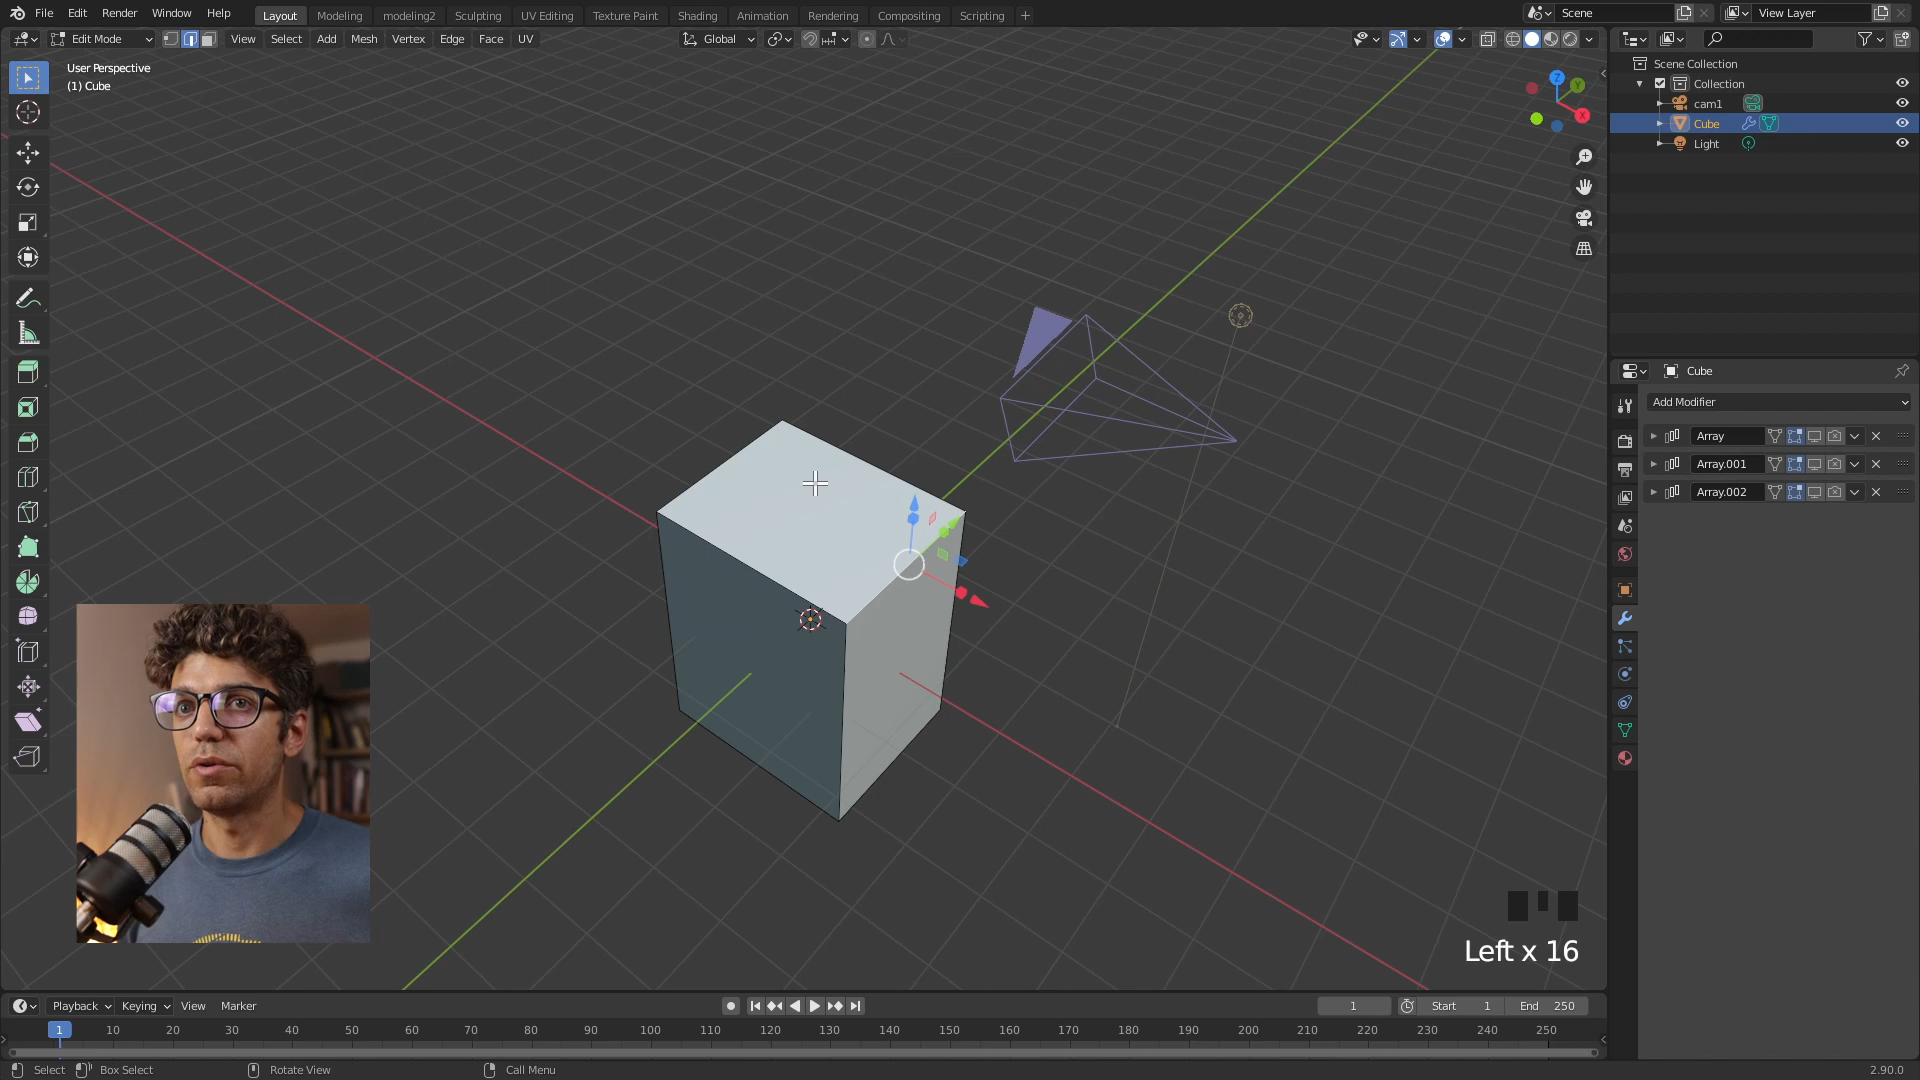 File Edit Render Window Help Layout Modeling modeling2 Sculpting UV Editing Texture Paint Shading Animation Rendering Compositing Scripting + Scene View Layer
Edit Mode View Select Add Mesh Vertex Edge Face UV Global
User Perspective
(1) Cube
Z
Y
X
Scene Collection
Collection
cam1
Cube
Light
Cube
Add Modifier
Array
Array.001
Array.002
Left x 16
Playback Keying View Marker 1 Start 1 End 250
1 10 20 30 40 50 60 70 80 90 100 110 120 130 140 150 160 170 180 190 200 210 220 230 240 250
Select Box Select Rotate View Call Menu 2.90.0